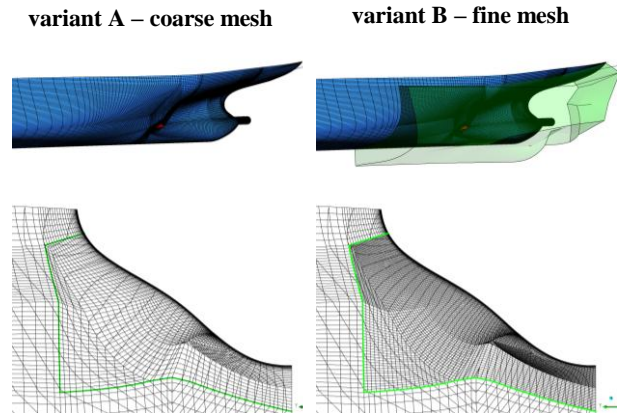 variant A – coarse mesh
variant B – fine mesh